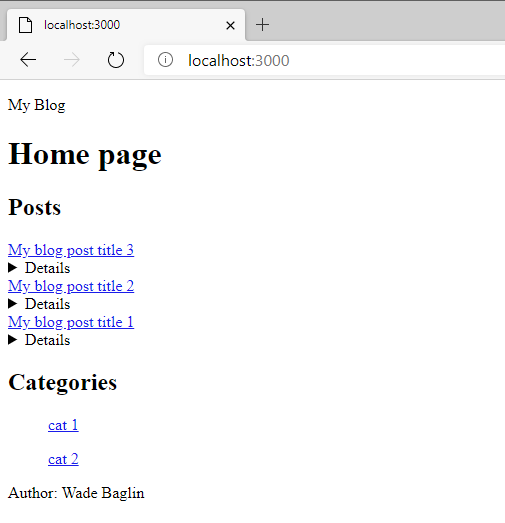 localhost:3000
localhost:3000
My Blog
Home page
Posts
My blog post title 3
Details
My blog post title 2
Details
My blog post title 1
Details
Categories
cat 1
cat 2
Author: Wade Baglin